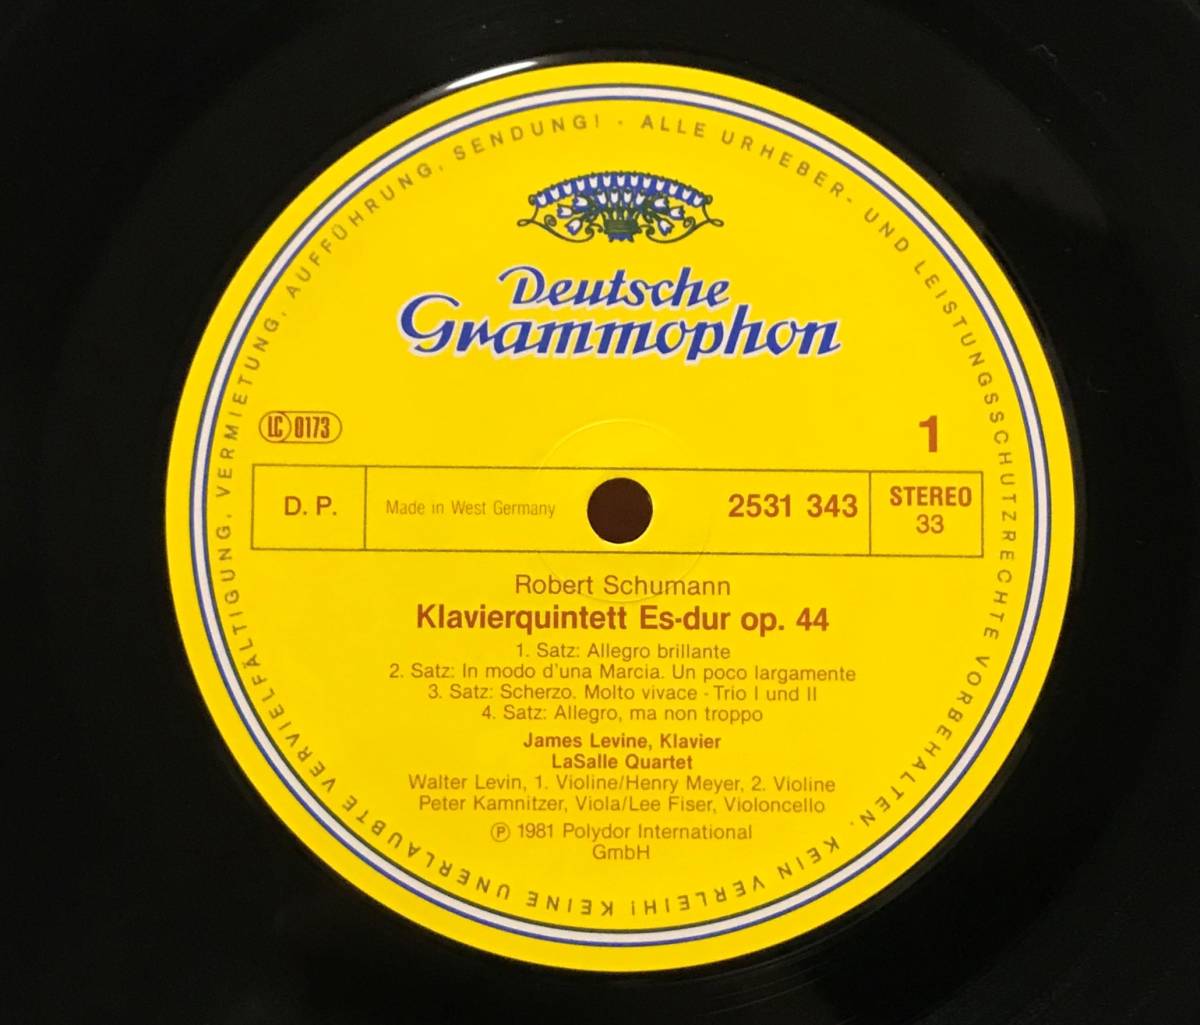 ALLE URHEBER- UND LEISTUNGSSCHUTZRECHTE VORBEHALTEN. KEIN VERLEIH! KEINE UNERLAUBTE VERVIELFÄLTIGUNG, VERMIETUNG, AUFFÜHRUNG, SENDUNG! ·
Deutsche
Grammophon
LC 0173
1
D. P.
Made in West Germany
2531 343
STEREO
33
Robert Schumann
Klavierquintett Es-dur op. 44
1. Satz: Allegro brillante
2. Satz: In modo d'una Marcia. Un poco largamente
3. Satz: Scherzo. Molto vivace - Trio I und II
4. Satz: Allegro, ma non troppo
James Levine, Klavier
LaSalle Quartet
Walter Levin, 1. Violine/Henry Meyer, 2. Violine
Peter Kamnitzer, Viola/Lee Fiser, Violoncello
℗ 1981 Polydor International
GmbH